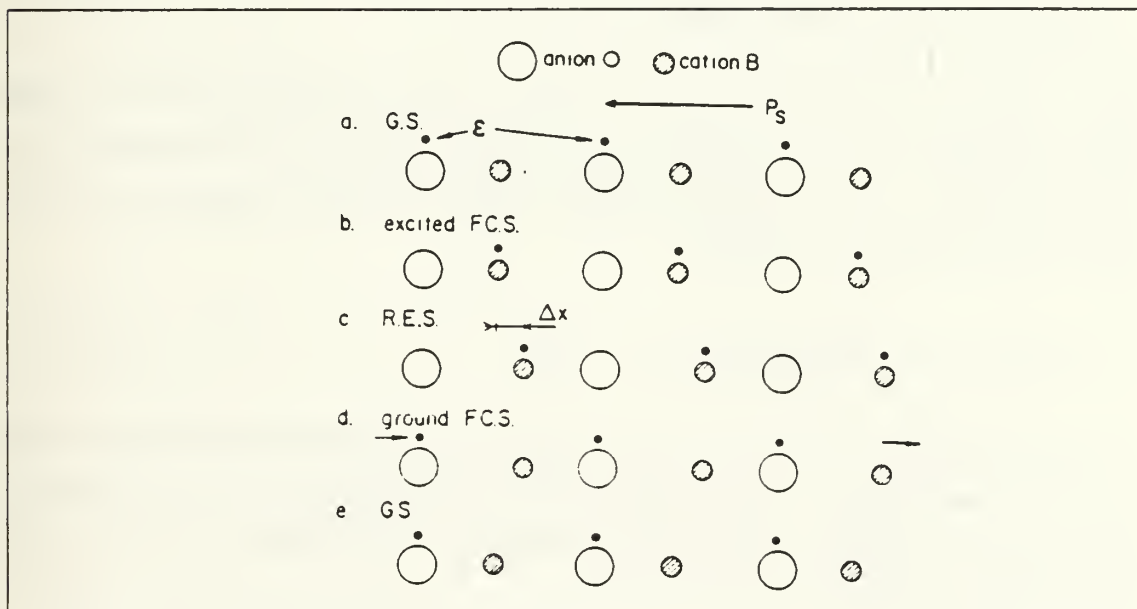 anion O cation B
Ps
a. G.S. ε
b. excited F.C.S.
c R.E.S. Δx
d. ground F.C.S.
e GS